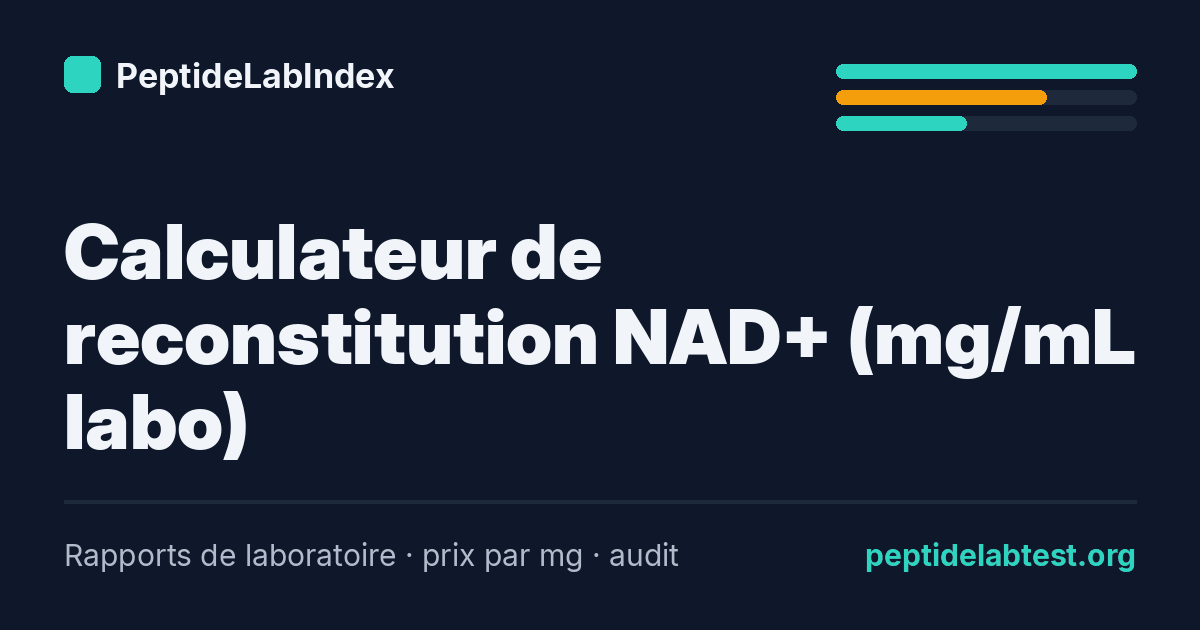 PeptideLabIndex
Calculateur de
reconstitution NAD+ (mg/mL
labo)
Rapports de laboratoire · prix par mg · audit
peptidelabtest.org